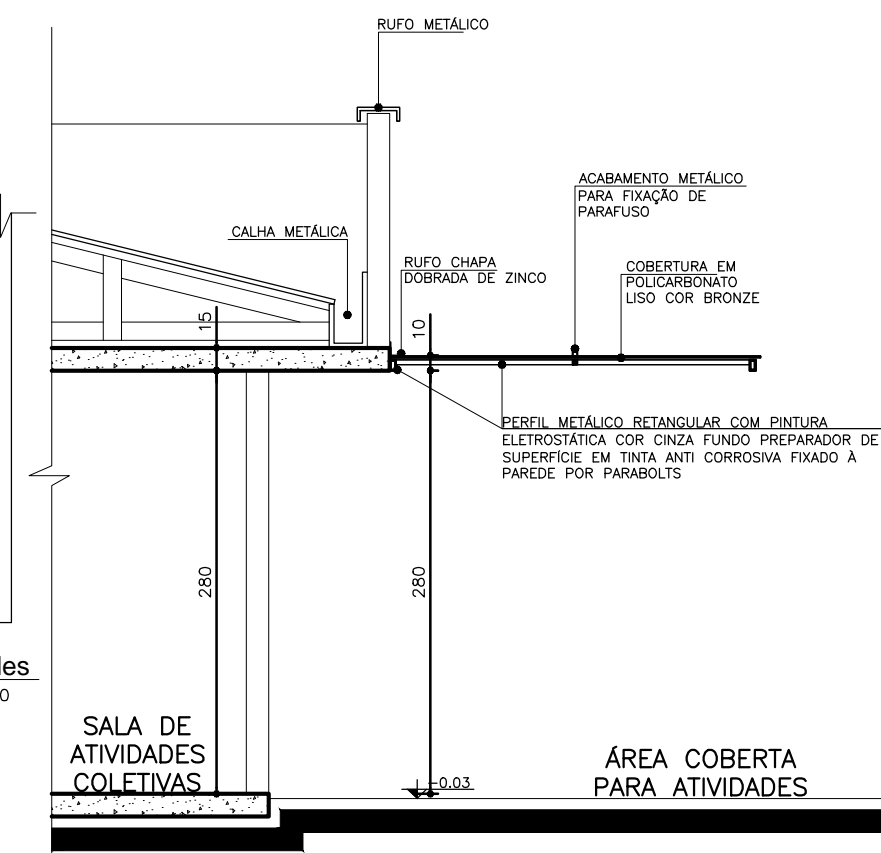 RUFO METÁLICO
ACABAMENTO METÁLICO
PARA FIXAÇÃO DE
PARAFUSO
CALHA METÁLICA
RUFO CHAPA
DOBRADA DE ZINCO
COBERTURA EM
POLICARBONATO
LISO COR BRONZE
15
10
PERFIL METÁLICO RETANGULAR COM PINTURA
ELETROSTÁTICA COR CINZA FUNDO PREPARADOR DE
SUPERFÍCIE EM TINTA ANTI CORROSIVA FIXADO À
PAREDE POR PARABOLTS
280
280
SALA DE
ATIVIDADES
COLETIVAS
-0.03
ÁREA COBERTA
PARA ATIVIDADES